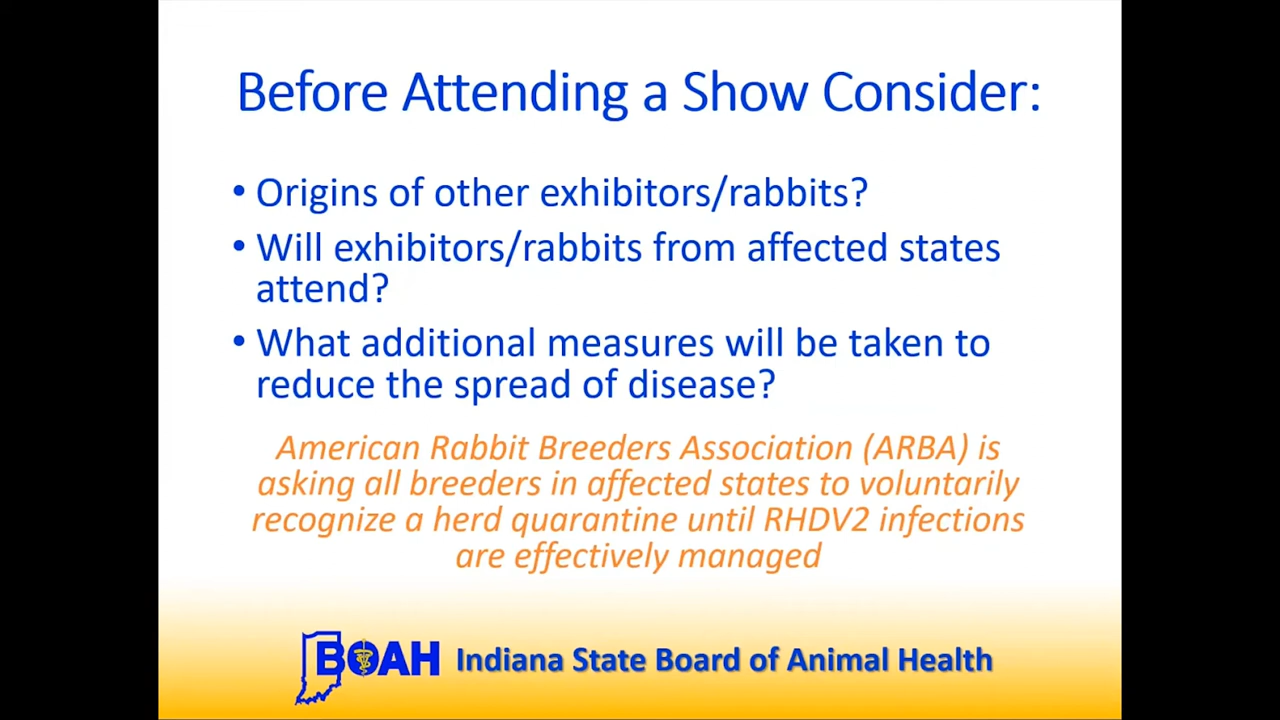 Before Attending a Show Consider:
• Origins of other exhibitors/rabbits?
• Will exhibitors/rabbits from affected states
attend?
• What additional measures will be taken to
reduce the spread of disease?
American Rabbit Breeders Association (ARBA) is
asking all breeders in affected states to voluntarily
recognize a herd quarantine until RHDV2 infections
are effectively managed
BOAH Indiana State Board of Animal Health